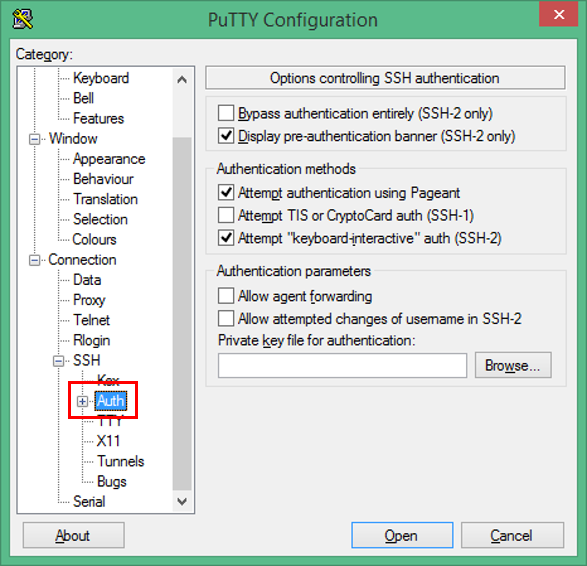 PuTTY Configuration
Category:
Keyboard
Bell
Features
Window
Appearance
Behaviour
Translation
Selection
Colours
Connection
Data
Proxy
Telnet
Rlogin
SSH
Kex
Auth
TTY
X11
Tunnels
Bugs
Serial
Options controlling SSH authentication
Bypass authentication entirely (SSH-2 only)
Display pre-authentication banner (SSH-2 only)
Authentication methods
Attempt authentication using Pageant
Attempt TIS or CryptoCard auth (SSH-1)
Attempt "keyboard-interactive" auth (SSH-2)
Authentication parameters
Allow agent forwarding
Allow attempted changes of username in SSH-2
Private key file for authentication:
Browse...
About
Open
Cancel